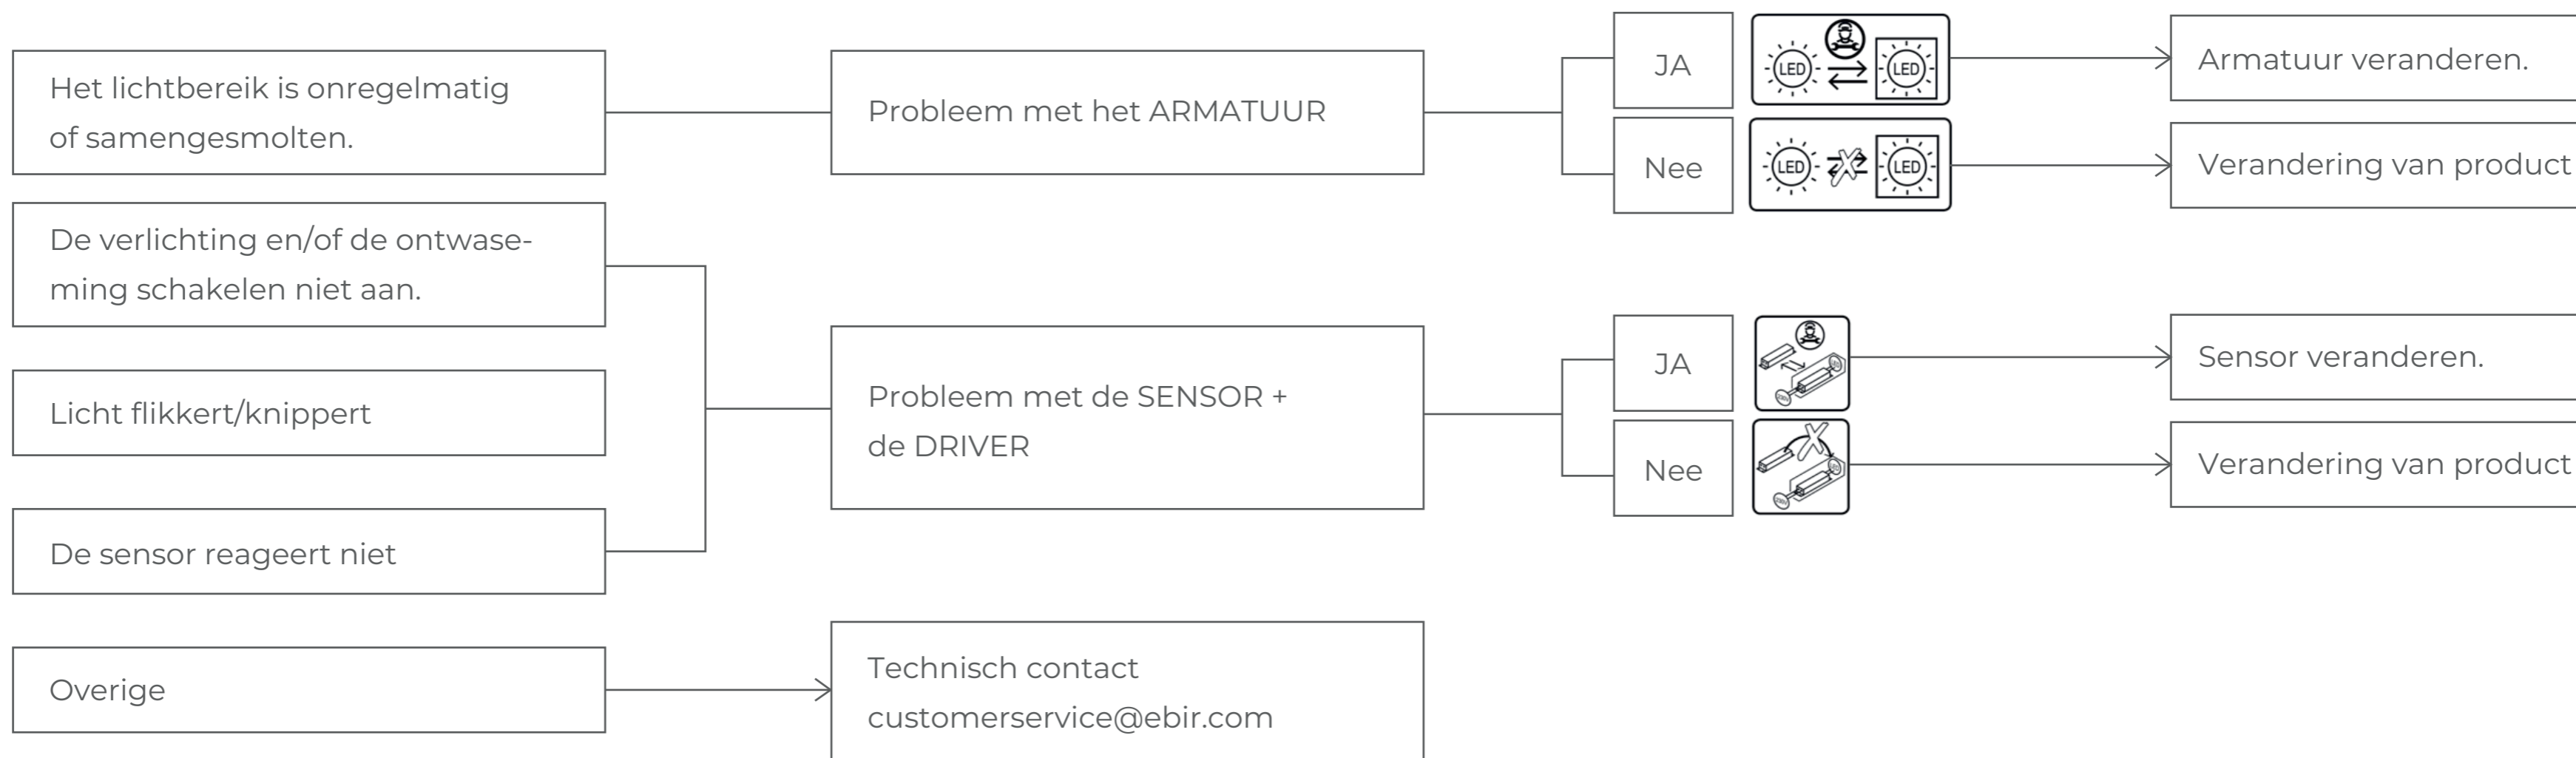 Het lichtbereik is onregelmatig
of samengesmolten.
Probleem met het ARMATUUR
JA
LED
LED
Armatuur veranderen.
Nee
LED
LED
Verandering van product
De verlichting en/of de ontwase-
ming schakelen niet aan.
Licht flikkert/knippert
De sensor reageert niet
Probleem met de SENSOR +
de DRIVER
JA
Sensor veranderen.
Nee
Verandering van product
Overige
Technisch contact
customerservice@ebir.com